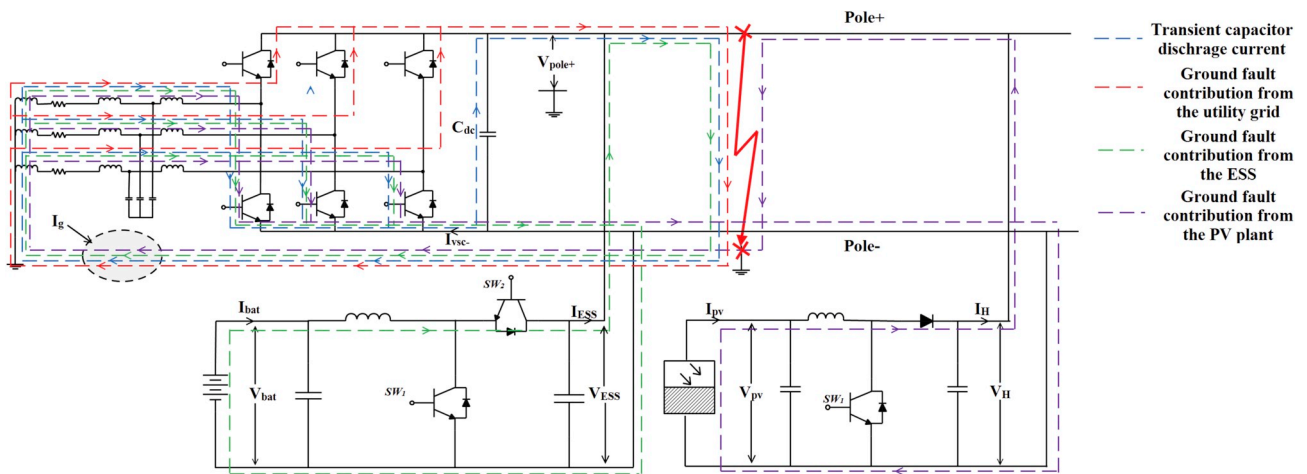 Pole+
Transient capacitor
dischrage current
Ground fault
contribution from
the utility grid
Ground fault
contribution from
the ESS
Ground fault
contribution from
the PV plant
Vpole+
Cdc
Ig
Ivsc-
Pole-
SW2
Ibat
IESS
Ipv
IH
Vbat
SW1
VESS
Vpv
SW1
VH